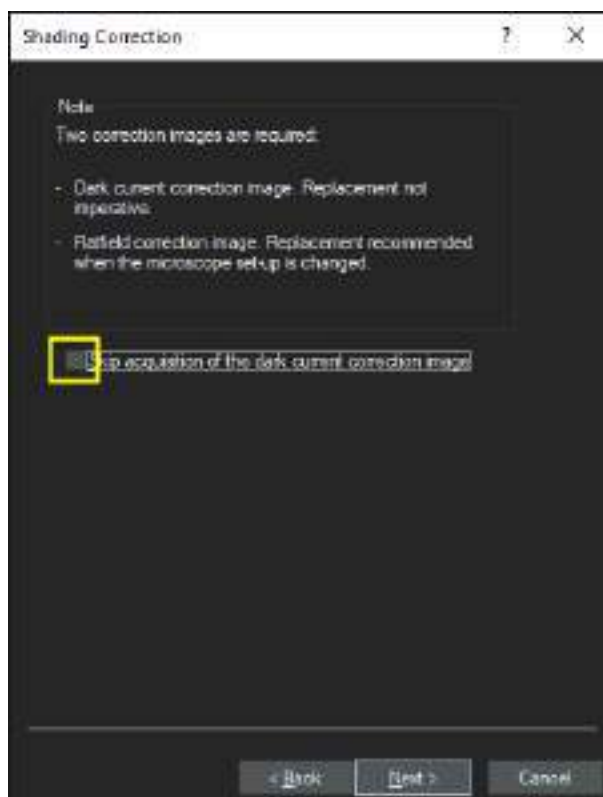 Shading Correction ?
Note
Two correction images are required:
- Dark current correction image. Replacement not
imperative.
- Flatfield correction image. Replacement recommended
when the microscope set-up is changed.
Skip acquisition of the dark current correction image
< Back Next > Cancel